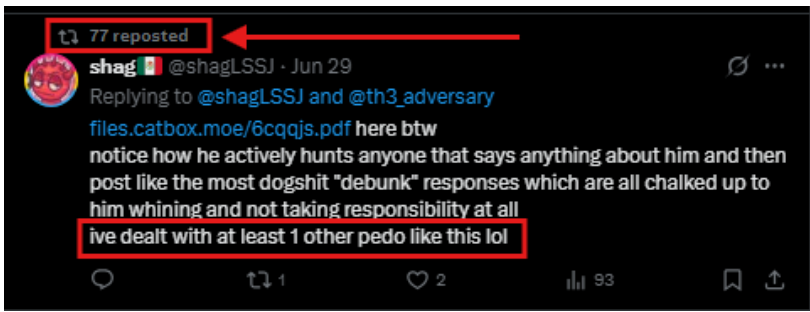 77 reposted
shag🇲🇽 @shagLSSJ · Jun 29
Replying to @shagLSSJ and @th3_adversary
files.catbox.moe/6cqqjs.pdf here btw
notice how he actively hunts anyone that says anything about him and then
post like the most dogshit "debunk" responses which are all chalked up to
him whining and not taking responsibility at all
ive dealt with at least 1 other pedo like this lol
1 2 93